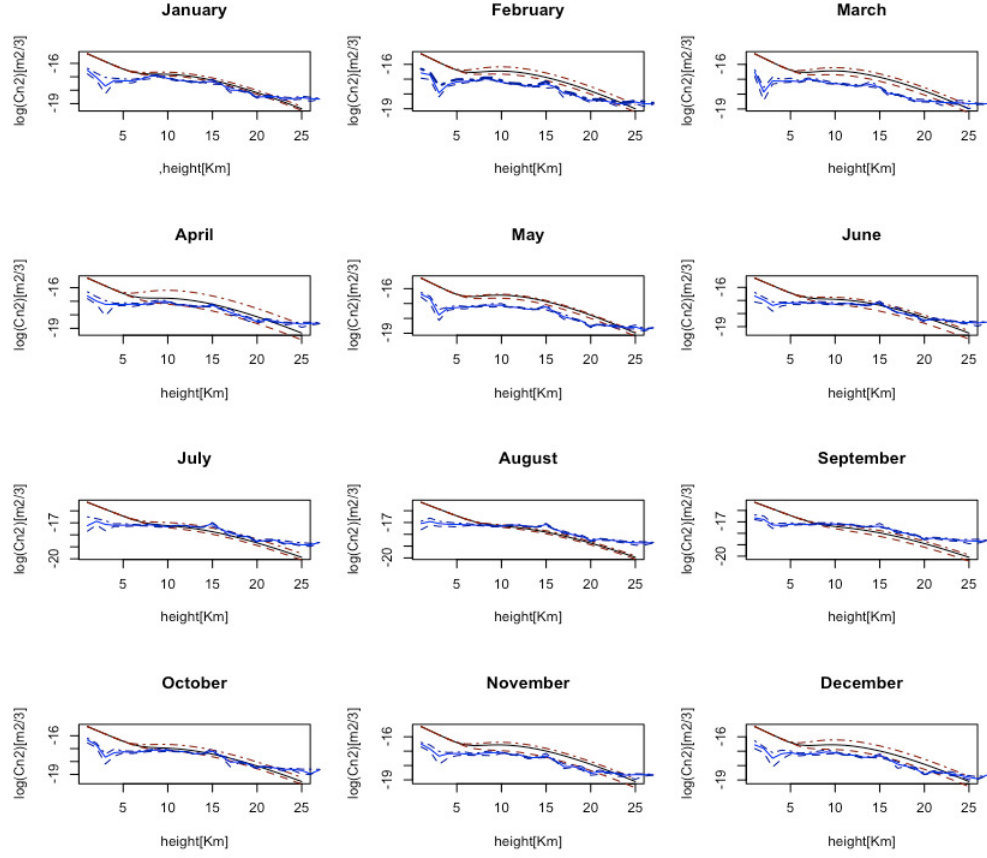 January February March
log(Cn2)[m2/3] -16 -19 log(Cn2)[m2/3] -16 -19 log(Cn2)[m2/3] -16 -19
5 10 15 20 25 5 10 15 20 25 5 10 15 20 25
,height[Km] height[Km] height[Km]
April May June
log(Cn2)[m2/3] -16 -19 log(Cn2)[m2/3] -16 -19 log(Cn2)[m2/3] -16 -19
5 10 15 20 25 5 10 15 20 25 5 10 15 20 25
height[Km] height[Km] height[Km]
July August September
log(Cn2)[m2/3] -17 -20 log(Cn2)[m2/3] -17 -20 log(Cn2)[m2/3] -17 -20
5 10 15 20 25 5 10 15 20 25 5 10 15 20 25
height[Km] height[Km] height[Km]
October November December
log(Cn2)[m2/3] -16 -19 log(Cn2)[m2/3] -16 -19 log(Cn2)[m2/3] -16 -19
5 10 15 20 25 5 10 15 20 25 5 10 15 20 25
height[Km] height[Km] height[Km]